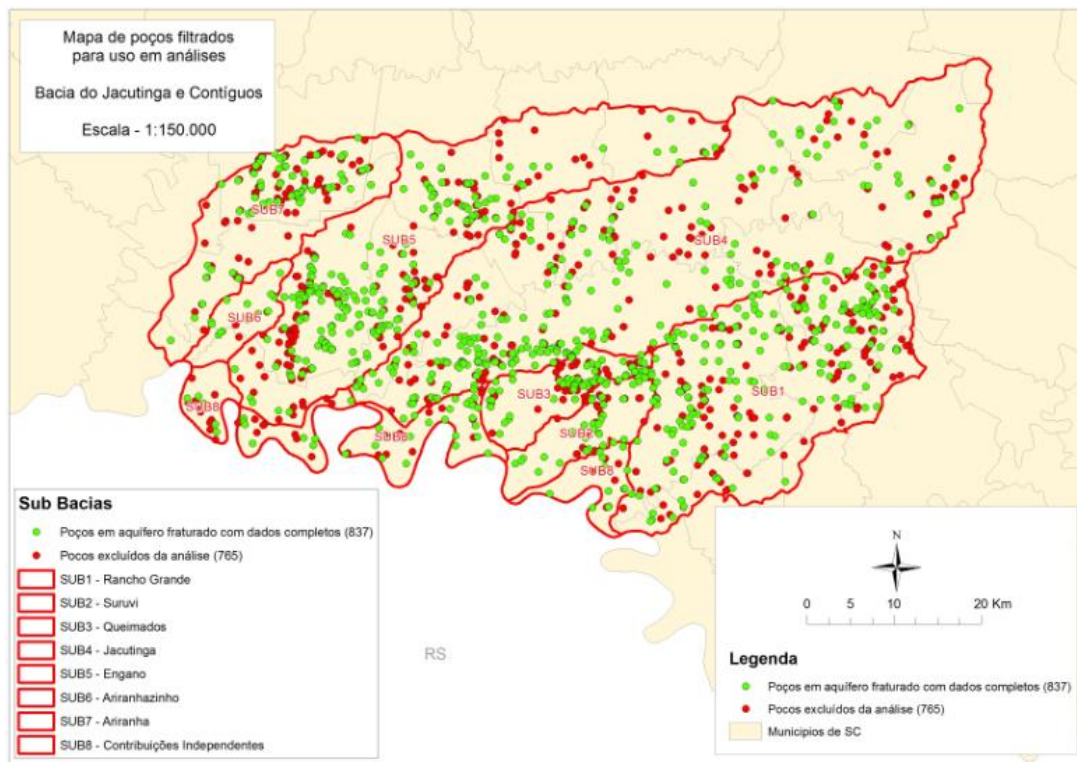 Mapa de poços filtrados
para uso em análises
Bacia do Jacutinga e Contíguos
Escala - 1:150.000
SUB7
SUB5
SUB4
SUB6
SUB1
SUB3
SUB8
SUB8
SUB2
SUB8
Sub Bacias
Poços em aquífero fraturado com dados completos (837)
Pocos excluídos da análise (765)
SUB1 - Rancho Grande
SUB2 - Suruvi
SUB3 - Queimados
SUB4 - Jacutinga
SUB5 - Engano
SUB6 - Ariranhazinho
SUB7 - Ariranha
SUB8 - Contribuições Independentes
RS
N
0 5 10 20 Km
Legenda
Poços em aquífero fraturado com dados completos (837)
Pocos excluídos da análise (765)
Municipios de SC